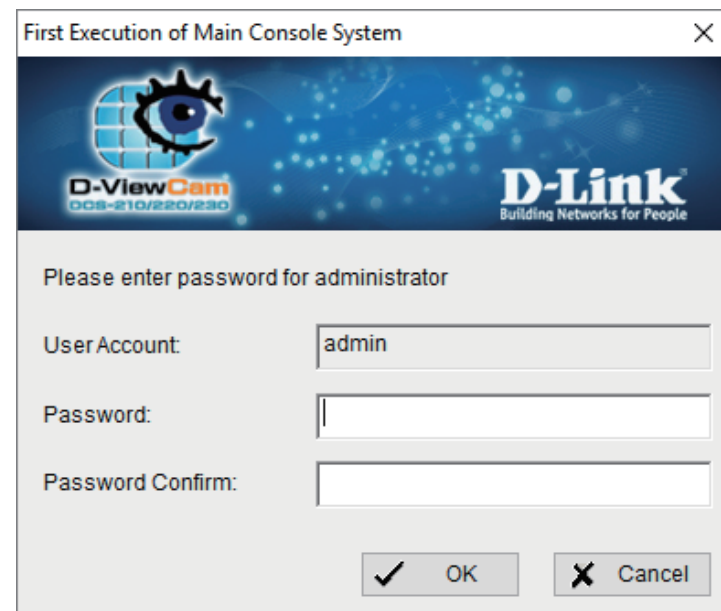 First Execution of Main Console System
D-ViewCam
DCS-210/220/230
D-Link
Building Networks for People
Please enter password for administrator
User Account:
admin
Password:
Password Confirm:
OK
Cancel